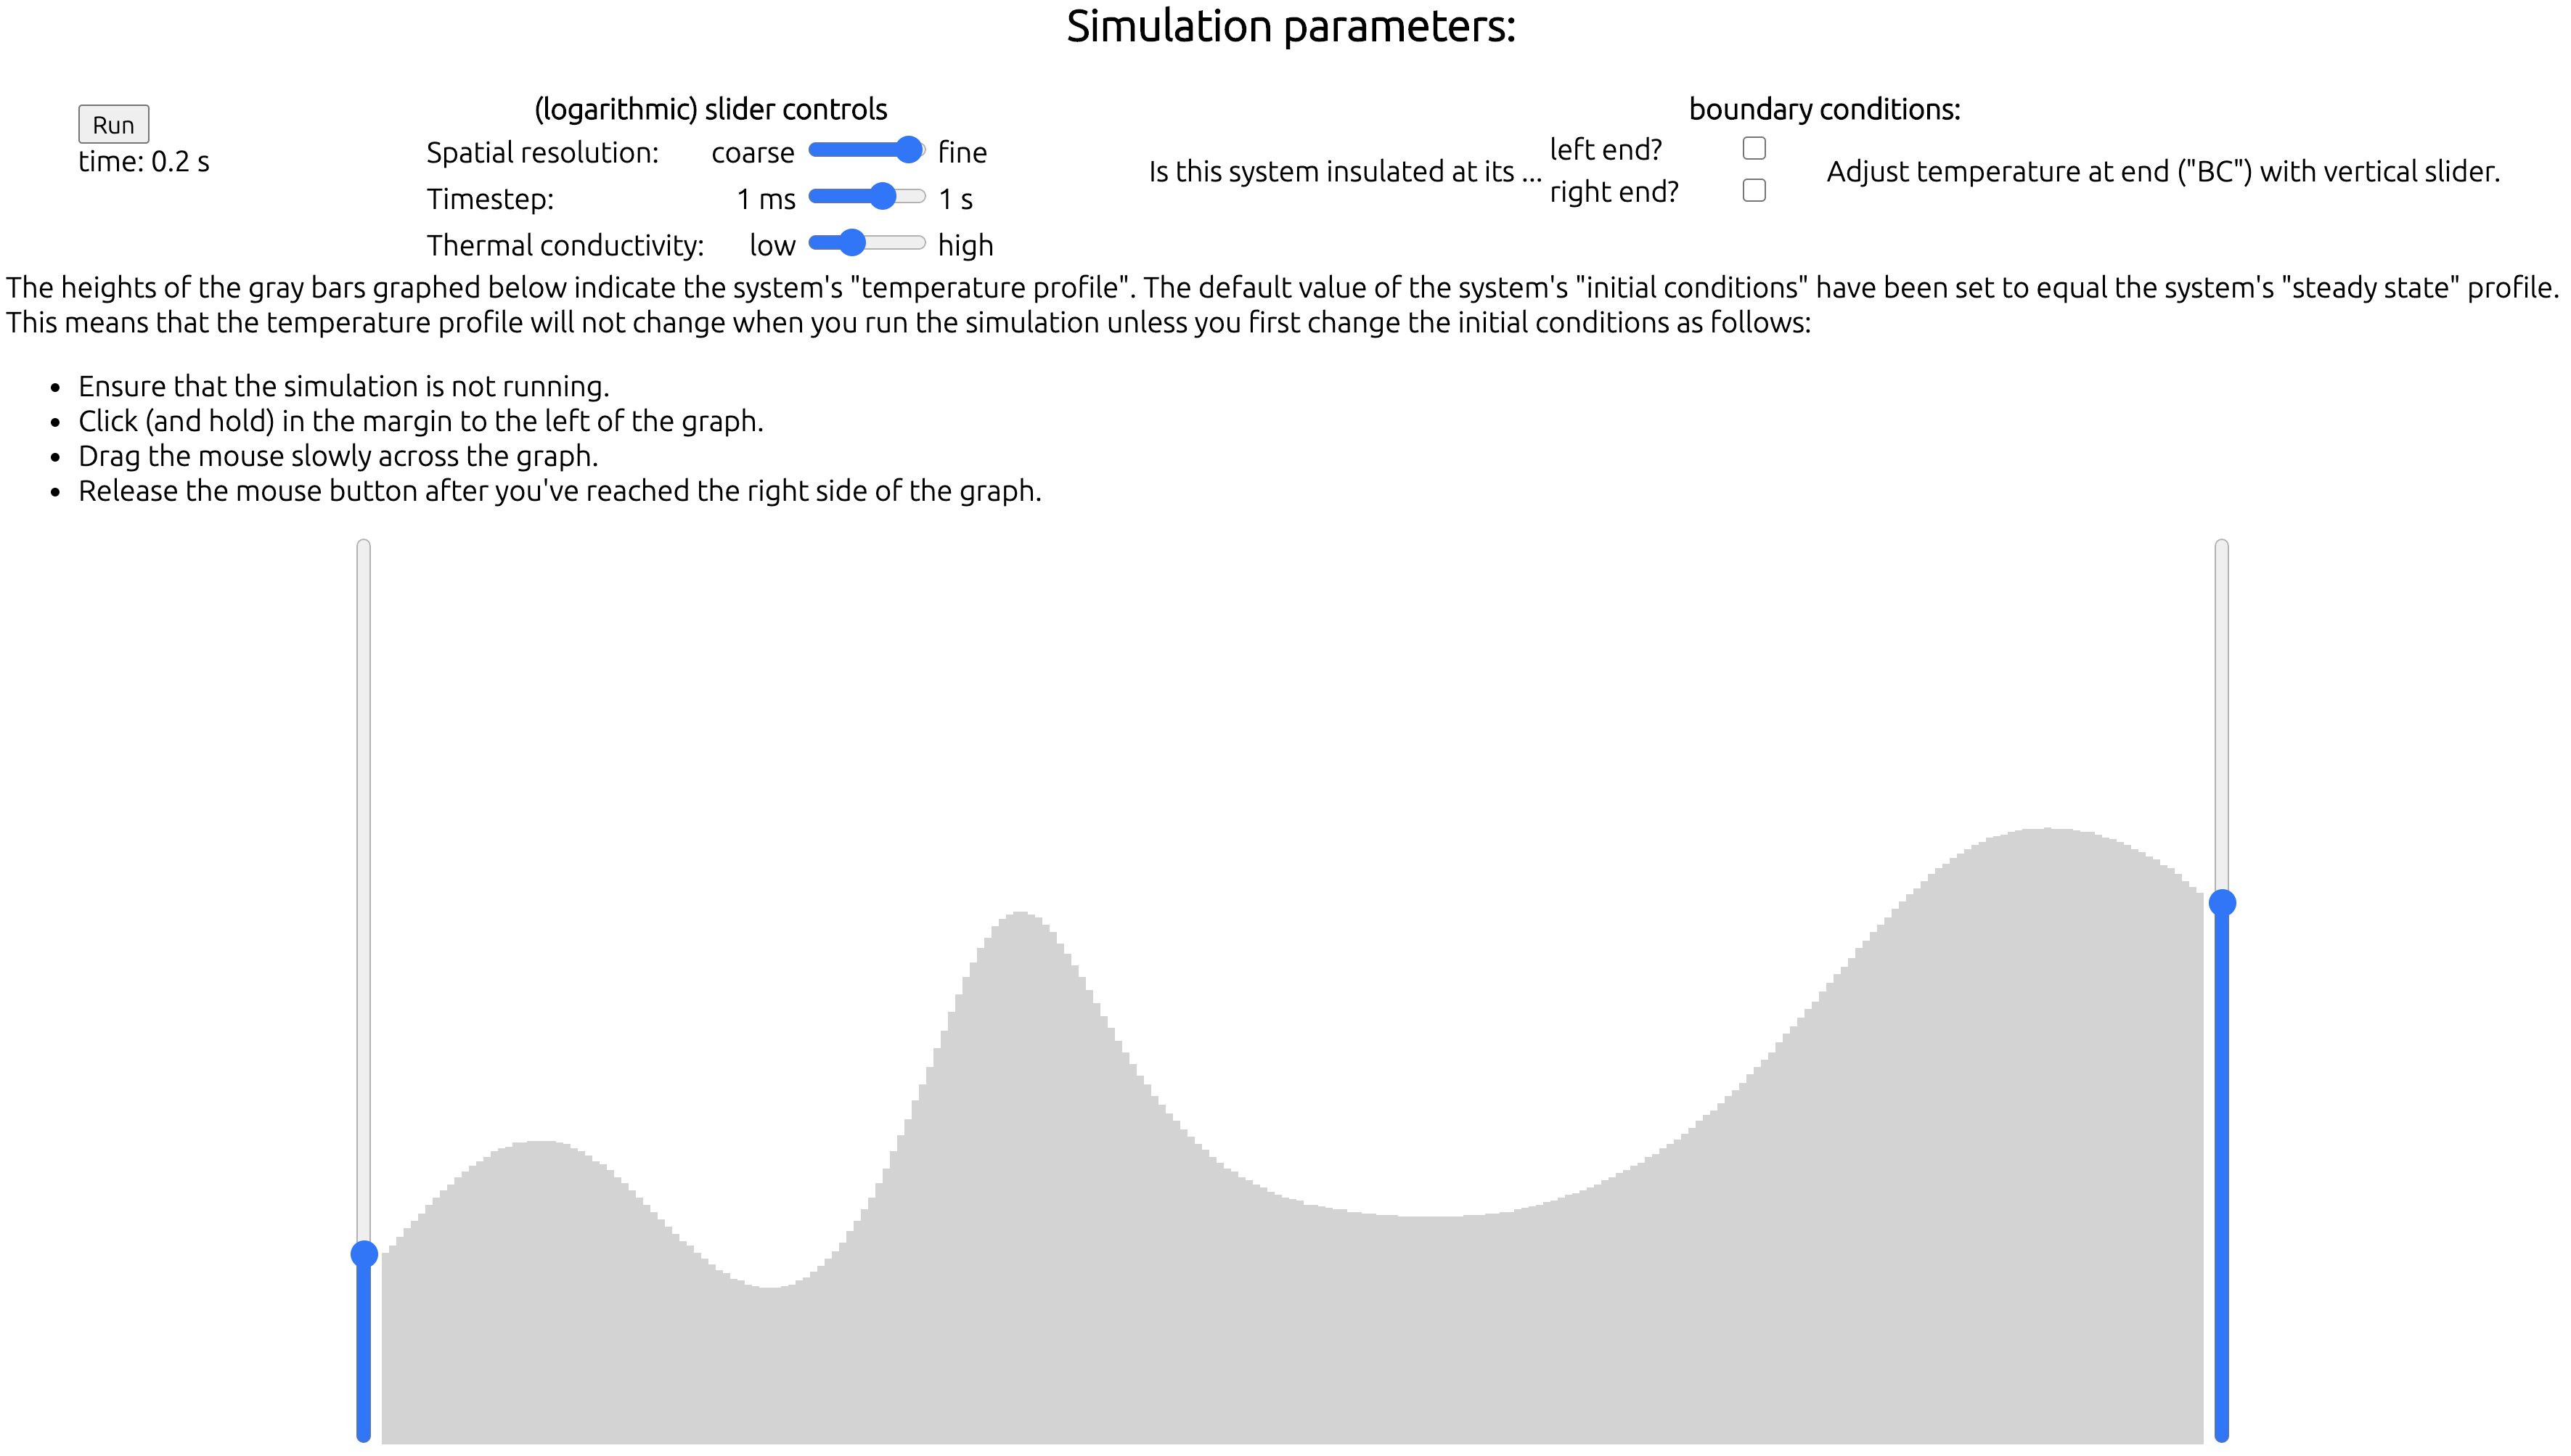 Simulation parameters:
Run
time: 0.2 s
(logarithmic) slider controls
Spatial resolution: coarse fine
Timestep: 1 ms 1 s
Thermal conductivity: low high
boundary conditions:
Is this system insulated at its ...
left end?
right end?
Adjust temperature at end ("BC") with vertical slider.
The heights of the gray bars graphed below indicate the system's "temperature profile". The default value of the system's "initial conditions" have been set to equal the system's "steady state" profile.
This means that the temperature profile will not change when you run the simulation unless you first change the initial conditions as follows:
• Ensure that the simulation is not running.
• Click (and hold) in the margin to the left of the graph.
• Drag the mouse slowly across the graph.
• Release the mouse button after you've reached the right side of the graph.